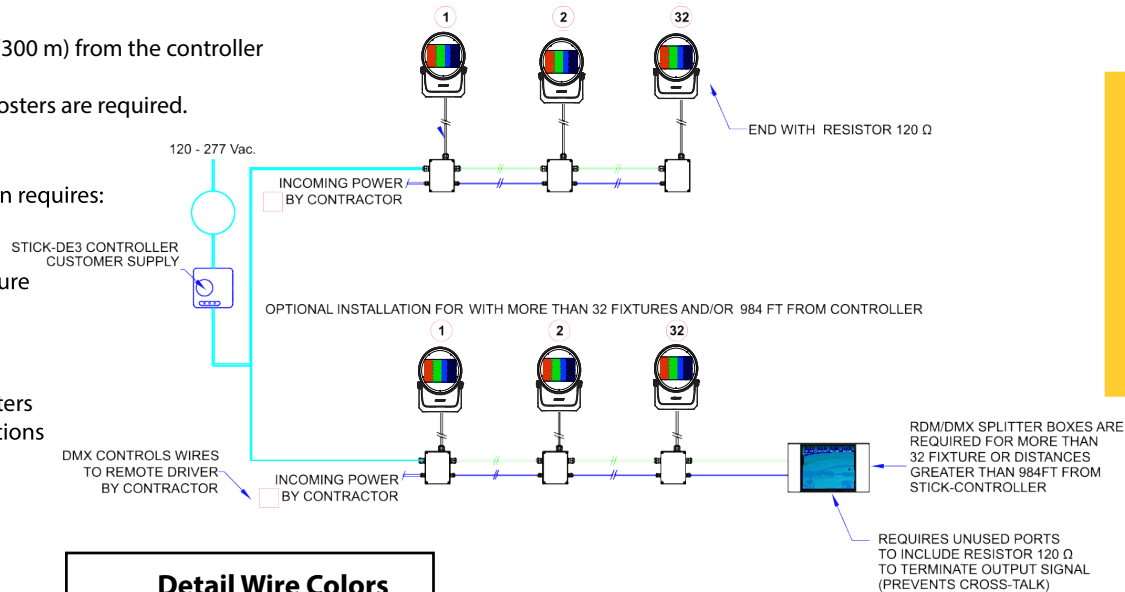 300 m) from the controller
osters are required.
n requires:
ure
ters
tions
1
2
32
END WITH RESISTOR 120 Ω
120 - 277 Vac.
INCOMING POWER
BY CONTRACTOR
STICK-DE3 CONTROLLER
CUSTOMER SUPPLY
OPTIONAL INSTALLATION FOR WITH MORE THAN 32 FIXTURES AND/OR 984 FT FROM CONTROLLER
1
2
32
DMX CONTROLS WIRES
TO REMOTE DRIVER
BY CONTRACTOR
INCOMING POWER
BY CONTRACTOR
RDM/DMX SPLITTER BOXES ARE
REQUIRED FOR MORE THAN
32 FIXTURE OR DISTANCES
GREATER THAN 984FT FROM
STICK-CONTROLLER
REQUIRES UNUSED PORTS
TO INCLUDE RESISTOR 120 Ω
TO TERMINATE OUTPUT SIGNAL
(PREVENTS CROSS-TALK)
Detail Wire Colors